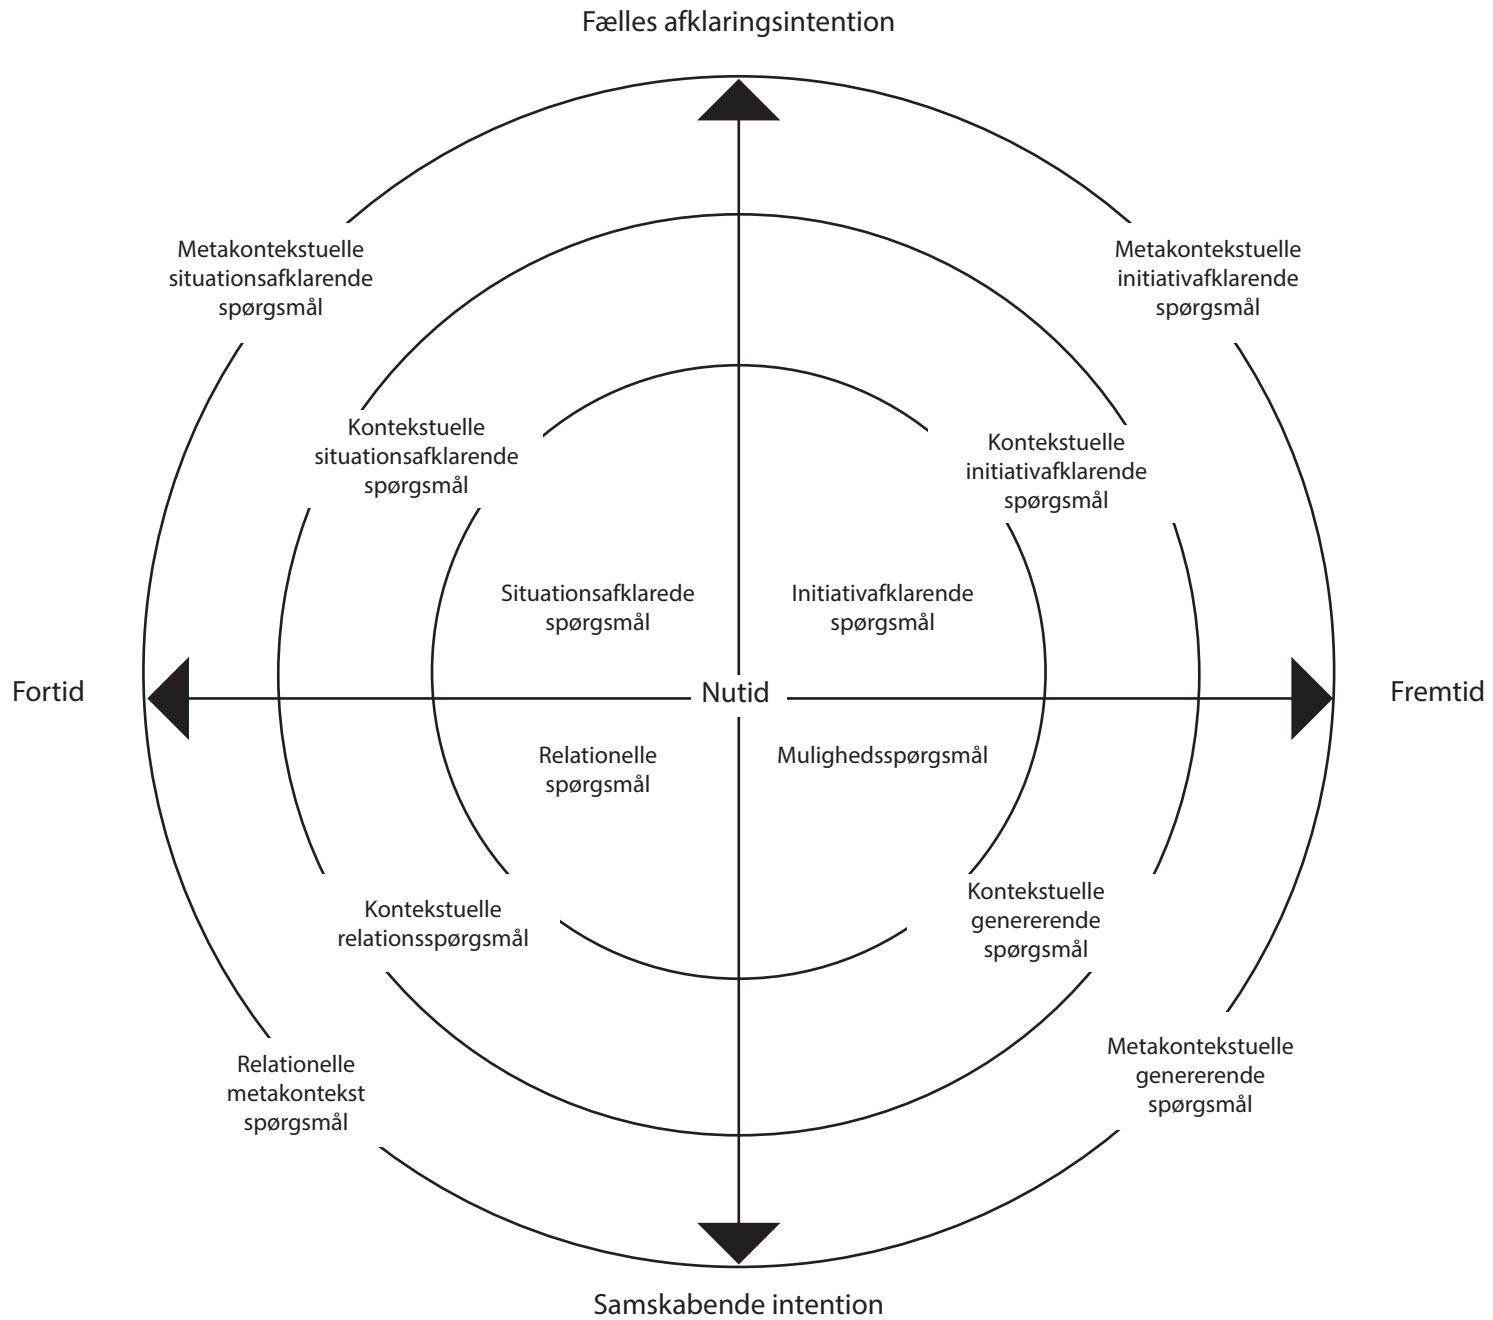 Fælles afklaringsintention
Metakontekstuelle
situationsafklarende
spørgsmål
Metakontekstuelle
initiativafklarende
spørgsmål
Kontekstuelle
situationsafklarende
spørgsmål
Kontekstuelle
initiativafklarende
spørgsmål
Situationsafklarede
spørgsmål
Initiativafklarende
spørgsmål
Fortid
Nutid
Fremtid
Relationelle
spørgsmål
Mulighedsspørgsmål
Kontekstuelle
relationsspørgsmål
Kontekstuelle
genererende
spørgsmål
Relationelle
metakontekst
spørgsmål
Metakontekstuelle
genererende
spørgsmål
Samskabende intention